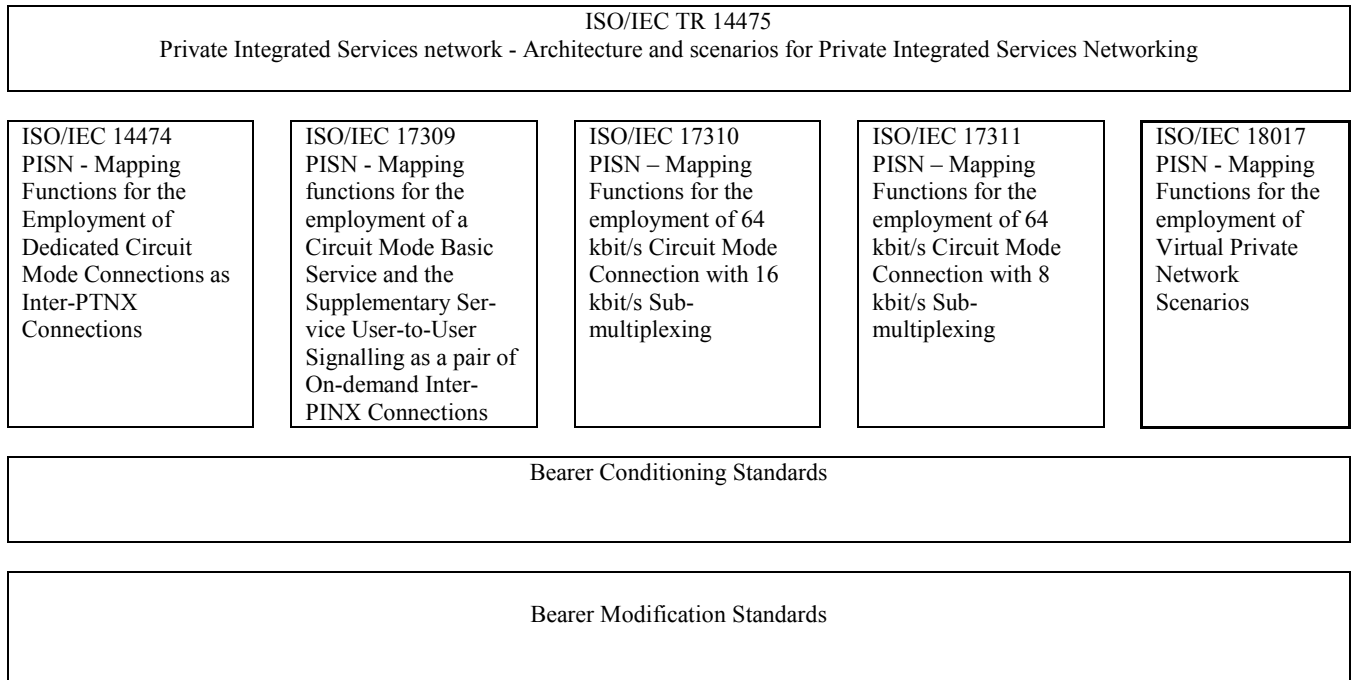 ISO/IEC TR 14475
Private Integrated Services network - Architecture and scenarios for Private Integrated Services Networking
ISO/IEC 14474
PISN - Mapping
Functions for the
Employment of
Dedicated Circuit
Mode Connections as
Inter-PTNX
Connections
ISO/IEC 17309
PISN - Mapping
functions for the
employment of a
Circuit Mode Basic
Service and the
Supplementary Ser-
vice User-to-User
Signalling as a pair of
On-demand Inter-
PINX Connections
ISO/IEC 17310
PISN – Mapping
Functions for the
employment of 64
kbit/s Circuit Mode
Connection with 16
kbit/s Sub-
multiplexing
ISO/IEC 17311
PISN – Mapping
Functions for the
employment of 64
kbit/s Circuit Mode
Connection with 8
kbit/s Sub-
multiplexing
ISO/IEC 18017
PISN - Mapping
Functions for the
employment of
Virtual Private
Network
Scenarios
Bearer Conditioning Standards
Bearer Modification Standards